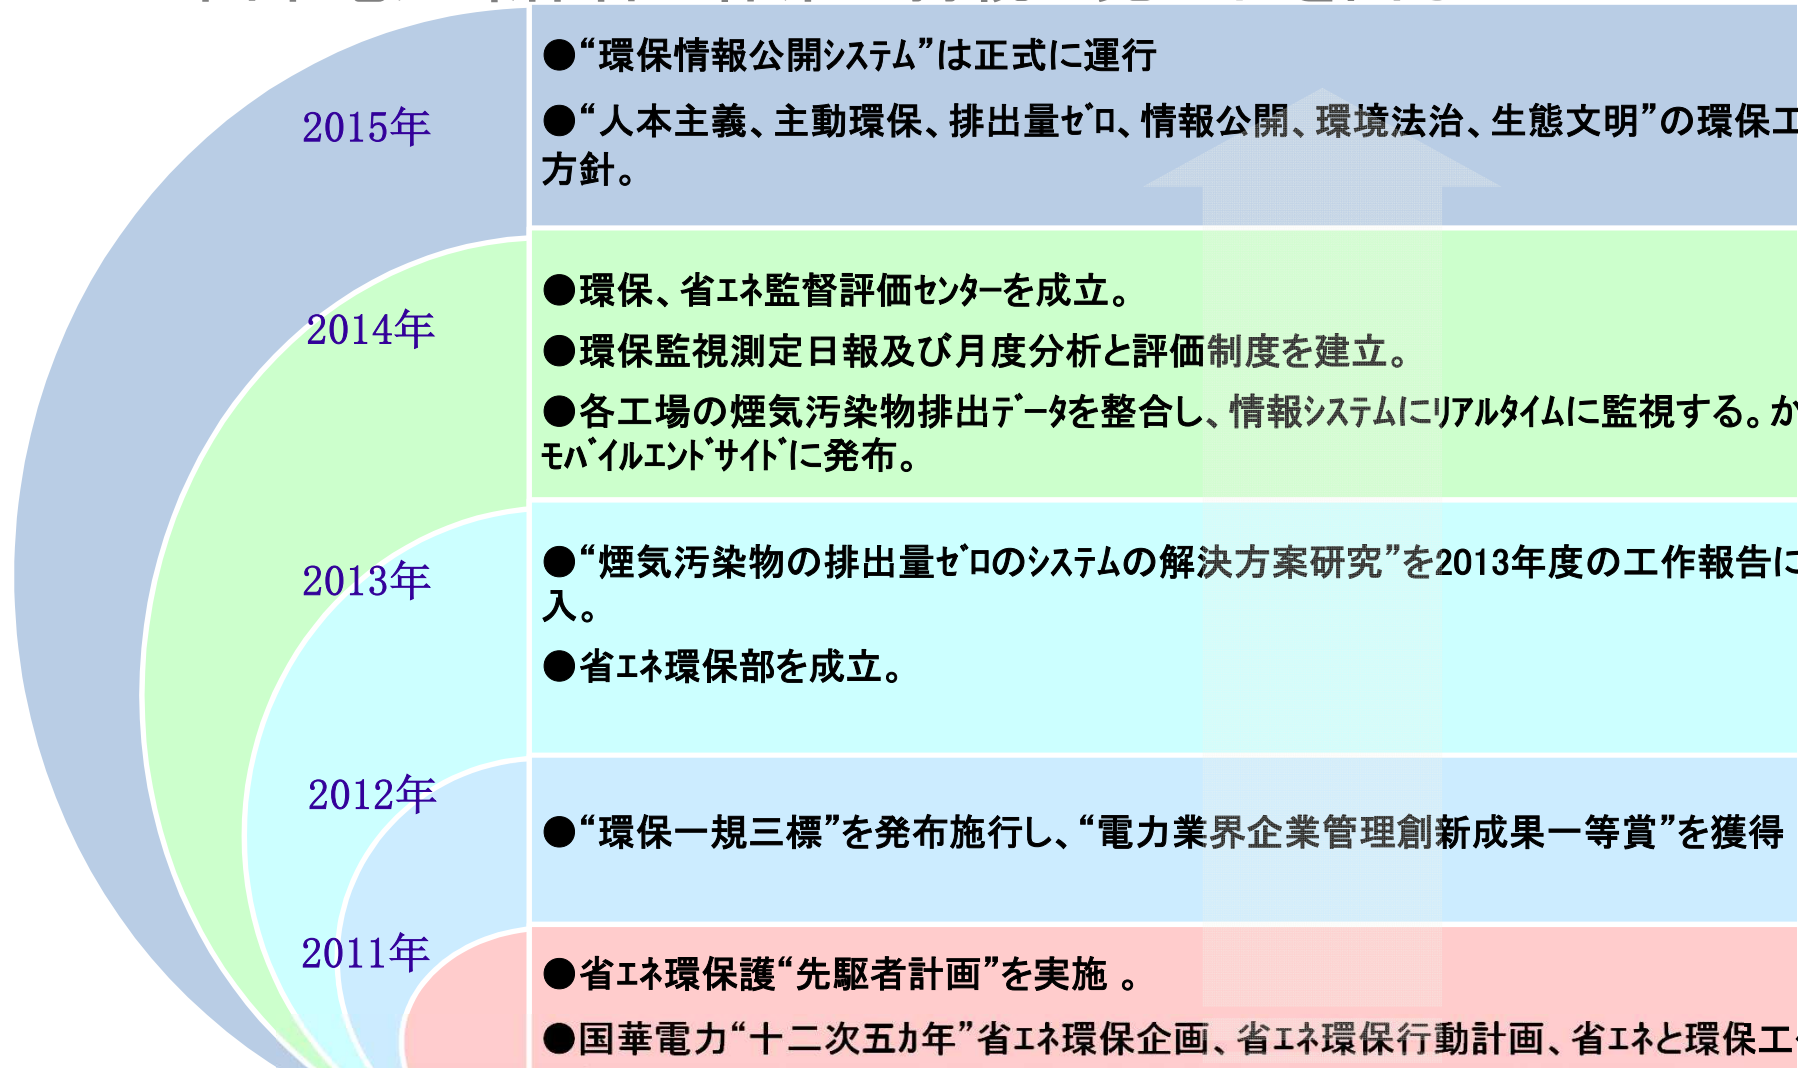 2015年
●“環保情報公開ｼｽﾃﾑ”は正式に運行
●“人本主義、主動環保、排出量ｾﾞﾛ、情報公開、環境法治、生態文明”の環保工
方針。
2014年
●環保、省ｴﾈ監督評価ｾﾝﾀｰを成立。
●環保監視測定日報及び月度分析と評価制度を建立。
●各工場の煙気汚染物排出ﾃﾞｰﾀを整合し、情報ｼｽﾃﾑにﾘｱﾙﾀｲﾑに監視する。か
ﾓﾊﾞｲﾙｴﾝﾄﾞｻｲﾄﾞに発布。
2013年
●“煙気汚染物の排出量ｾﾞﾛのｼｽﾃﾑの解決方案研究”を2013年度の工作報告に
入。
●省ｴﾈ環保部を成立。
2012年
●“環保一規三標”を発布施行し、“電力業界企業管理創新成果一等賞”を獲得
2011年
●省ｴﾈ環保護“先駆者計画”を実施 。
●国華電力“十二次五ｶ年”省ｴﾈ環保企画、省ｴﾈ環保行動計画、省ｴﾈと環保工